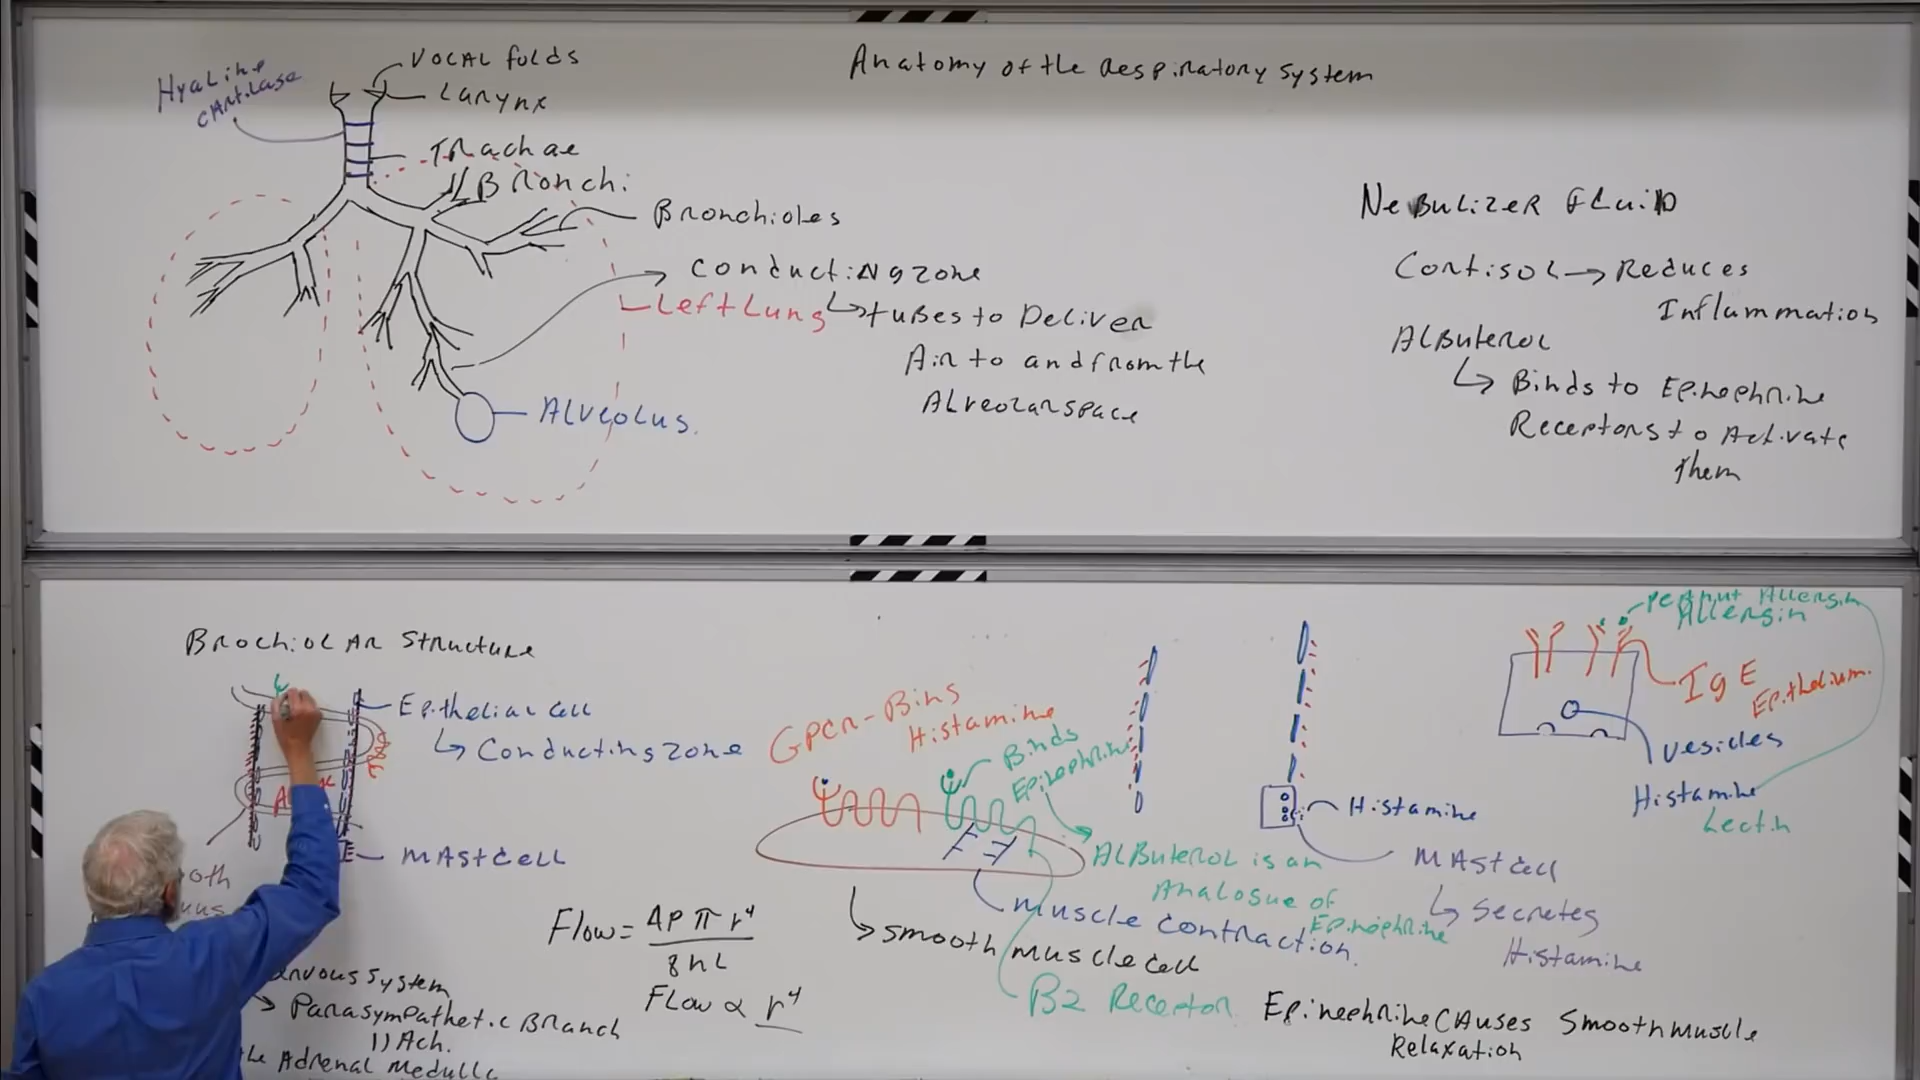 Anatomy of the Respiratory System
Hyaline
Cartilage
Vocal folds
Larynx
Trachae
Bronchi
Bronchioles
Conducting zone
Left Lung
tubes to Deliver
Air to and from the
Alveolar space
Alveolus.
Nebulizer Fluid
Cortisol → Reduces
Inflammation
Albuterol
Binds to Epinephrine
Receptors to Activate
them
Brochiolar Structure
Epithelial cell
Conducting zone
Mast cell
Flow = ΔP π r⁴
8 n L
Flow ∝ r⁴
System
Parasympathetic Branch
1) Ach.
the Adrenal Medulla
GPCR - Bins
Histamine
Binds
Epinephrine
Albuterol is an
Analogue of
Epinephrine
muscle contraction.
smooth muscle cell
B2 Receptor
Histamine
Mast cell
Secretes
Histamine
Epinephrine causes smooth muscle
Relaxation
Peanut Allergin
Allergin
IgE
Epithelium.
vesicles
Histamine